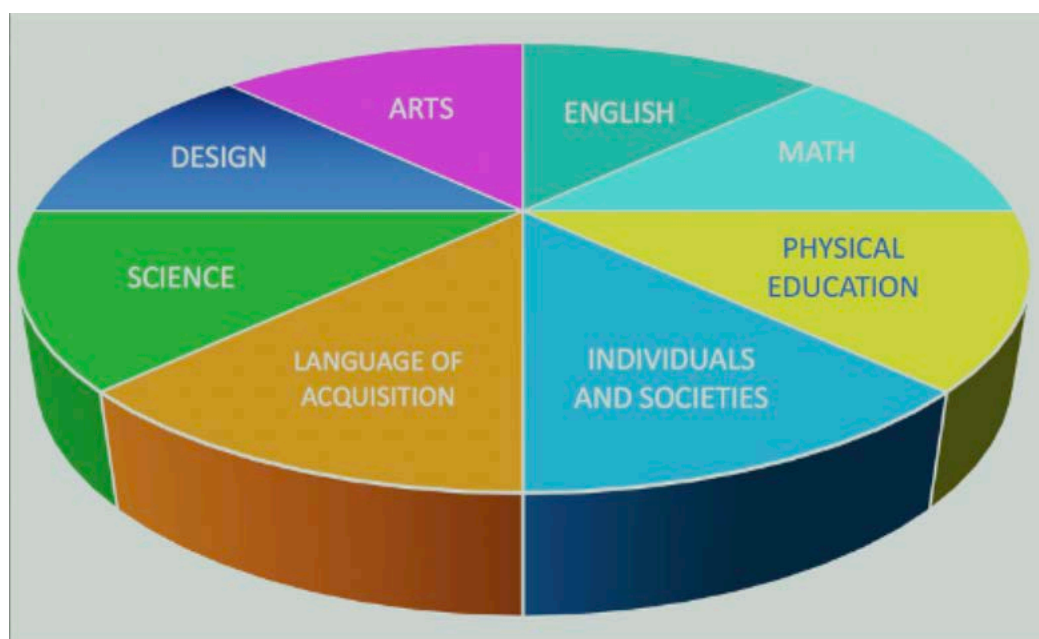 ARTS
ENGLISH
DESIGN
MATH
SCIENCE
PHYSICAL
EDUCATION
LANGUAGE OF
ACQUISITION
INDIVIDUALS
AND SOCIETIES